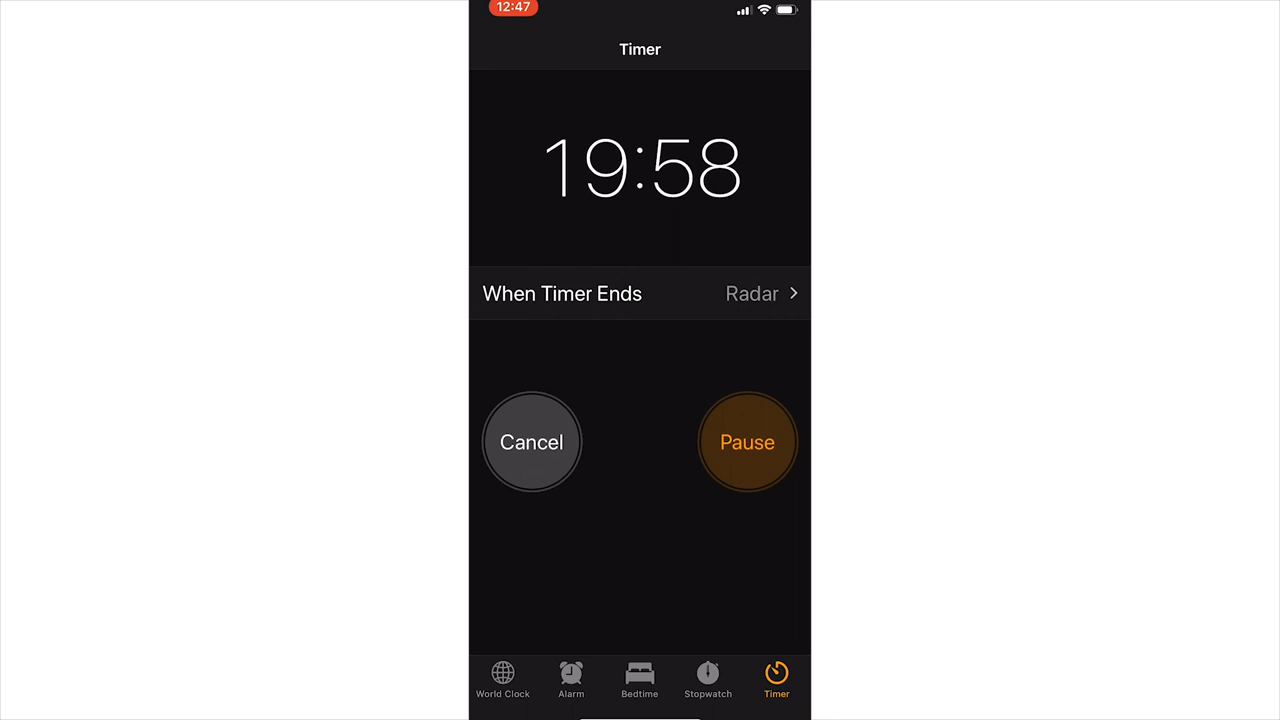 12:47
Timer
19:58
When Timer Ends Radar
Cancel Pause
World Clock Alarm Bedtime Stopwatch Timer